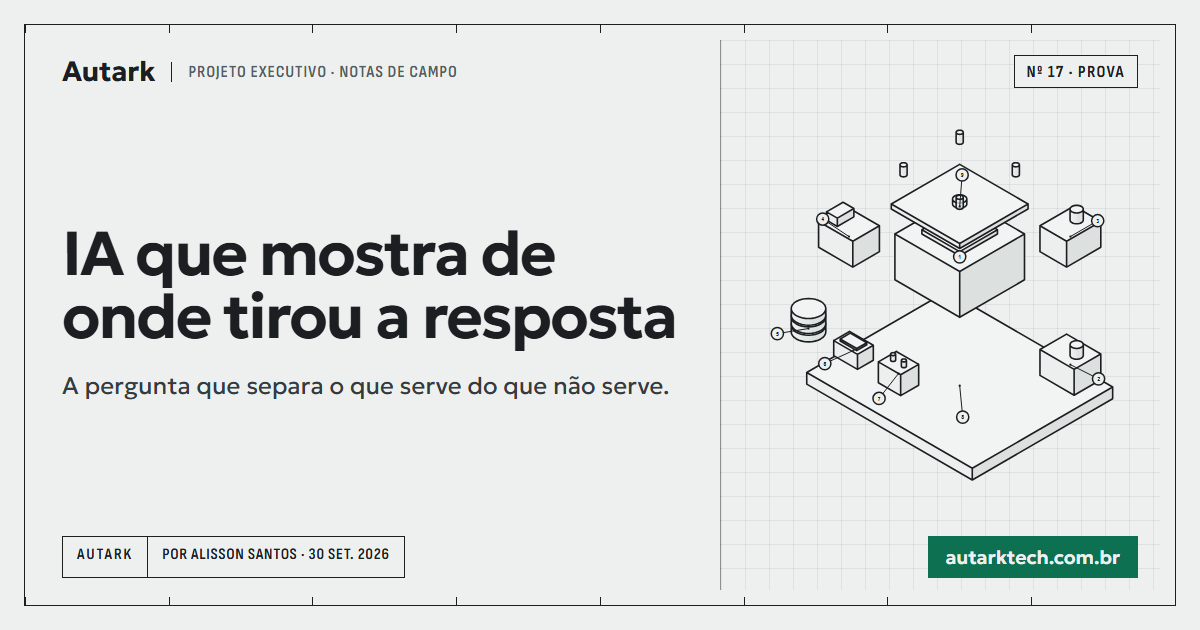 Autark
PROJETO EXECUTIVO · NOTAS DE CAMPO
Nº 17 · PROVA
IA que mostra de
onde tirou a resposta
A pergunta que separa o que serve do que não serve.
AUTARK
POR ALISSON SANTOS · 30 SET. 2026
autarktech.com.br